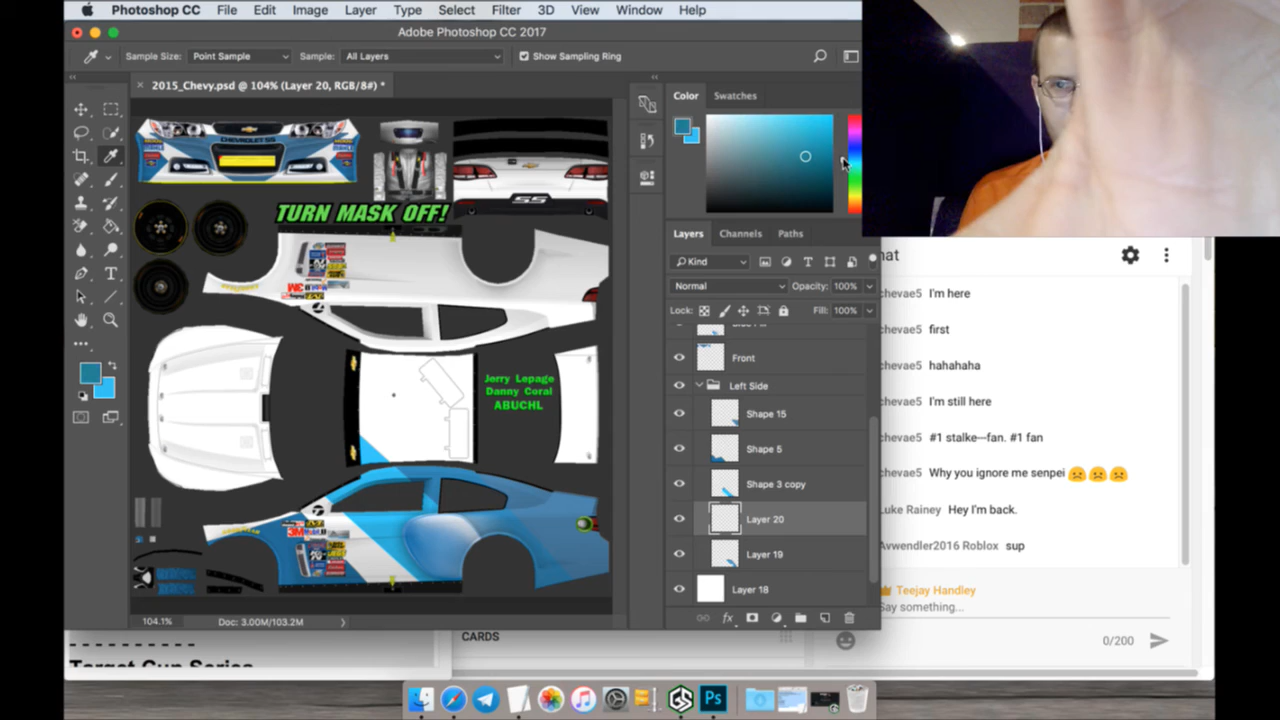 Photoshop CC File Edit Image Layer Type Select Filter 3D View Window Help
Adobe Photoshop CC 2017
Sample Size: Point Sample Sample: All Layers Show Sampling Ring
2015_Chevy.psd @ 104% (Layer 20, RGB/8#) *
Color Swatches
CHEVROLET SS
SS
TURN MASK OFF!
Layers Channels Paths
Kind
Normal Opacity: 100%
Lock: Fill: 100%
Front
Left Side
Shape 15
Shape 5
Shape 3 copy
Layer 20
Layer 19
Layer 18
3M
Jerry Lepage
Danny Coral
ABUCHL
3M
104.1% Doc: 3.00M/103.2M
hat
chevae5 I'm here
chevae5 first
chevae5 hahahaha
chevae5 I'm still here
chevae5 #1 stalke---fan. #1 fan
chevae5 Why you ignore me senpei
Luke Rainey Hey I'm back.
Avwendler2016 Roblox sup
Teejay Handley
Say something...
0/200
CARDS
Target Cup Series
Ps